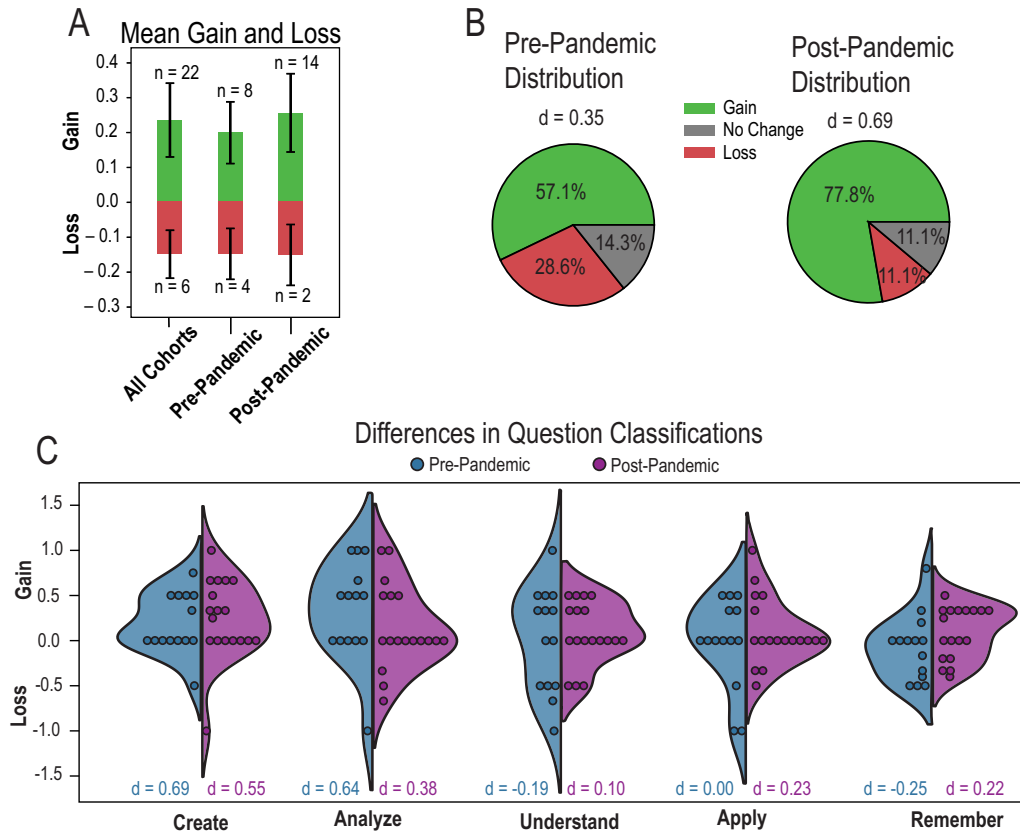 A
Mean Gain and Loss
Gain
Loss
0.4
0.3
0.2
0.1
0.0
– 0.1
– 0.2
– 0.3
n = 22
n = 8
n = 14
n = 6
n = 4
n = 2
All Cohorts
Pre-Pandemic
Post-Pandemic
B
Pre-Pandemic
Distribution
d = 0.35
57.1%
28.6%
14.3%
Gain
No Change
Loss
Post-Pandemic
Distribution
d = 0.69
77.8%
11.1%
11.1%
C
Differences in Question Classifications
Pre-Pandemic
Post-Pandemic
Gain
Loss
1.5
1.0
0.5
0.0
-0.5
-1.0
-1.5
d = 0.69 d = 0.55
d = 0.64 d = 0.38
d = -0.19 d = 0.10
d = 0.00 d = 0.23
d = -0.25 d = 0.22
Create
Analyze
Understand
Apply
Remember